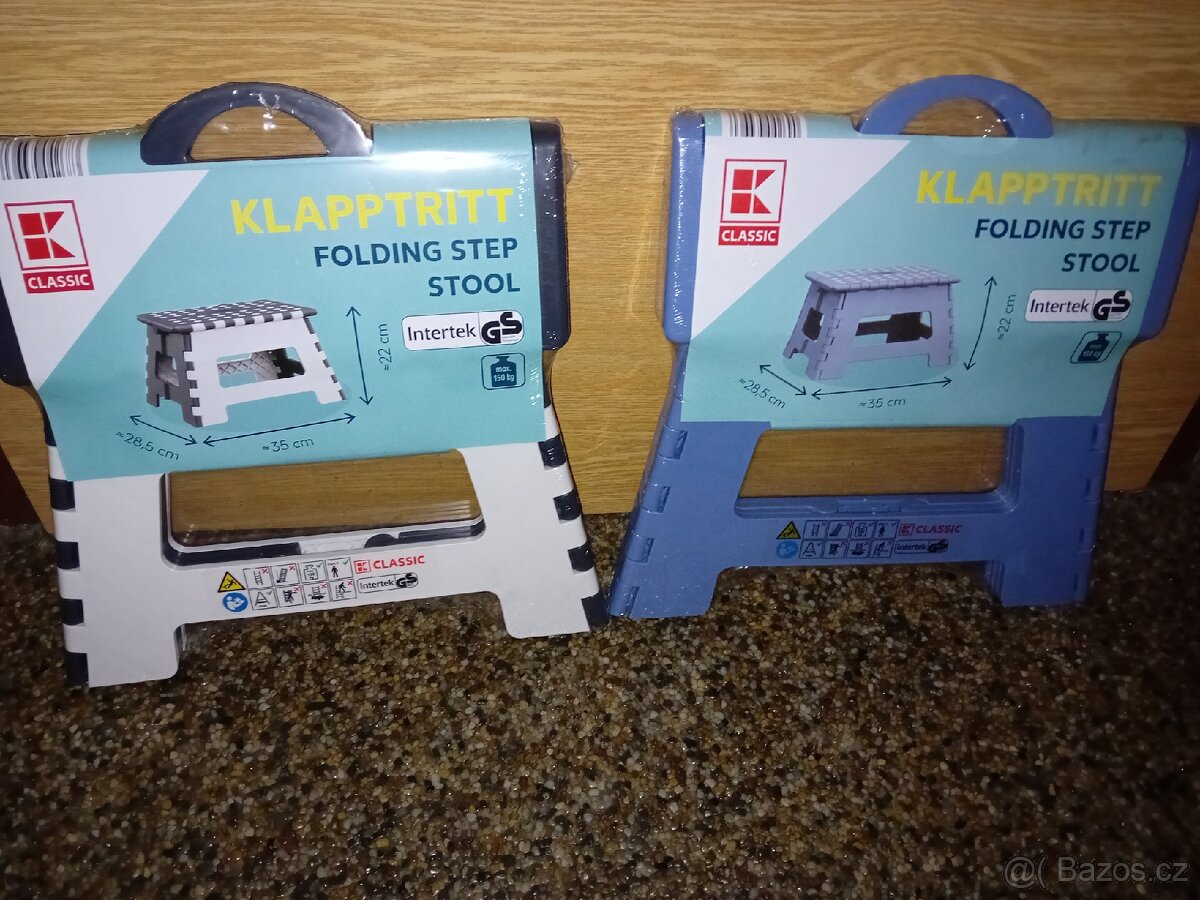 K
CLASSIC
KLAPPTRITT
FOLDING STEP
STOOL
Intertek GS
max.
150 kg
≈22 cm
≈28,5 cm
≈35 cm
K CLASSIC
Intertek GS
K
CLASSIC
KLAPPTRITT
FOLDING STEP
STOOL
Intertek GS
max.
150 kg
≈22 cm
≈28,5 cm
≈35 cm
K CLASSIC
Intertek GS
@( Bazos.cz